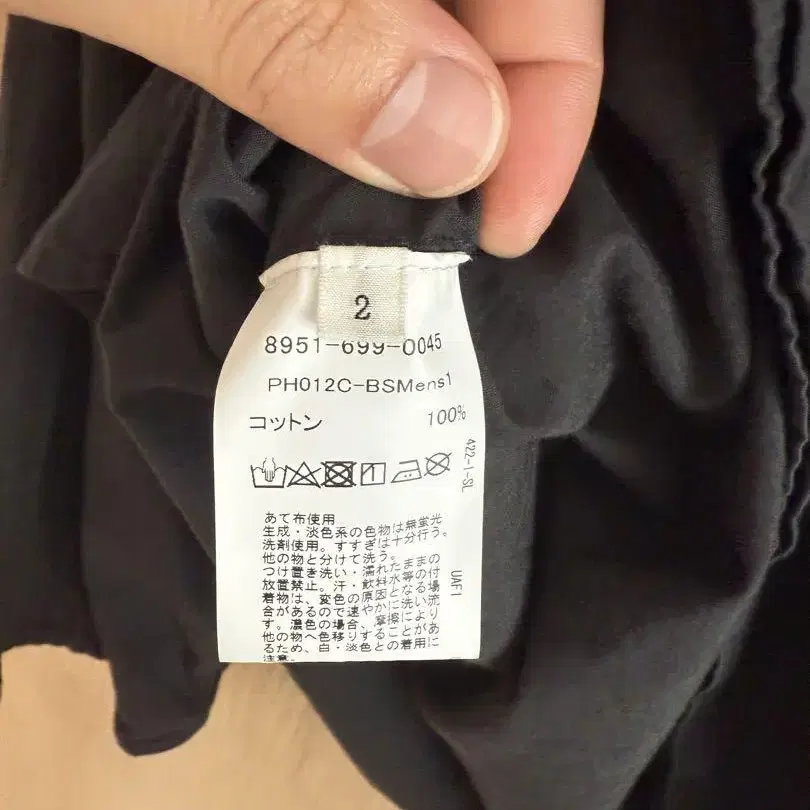 2
8951-699-0045
PH012C-BSMens1
コットン 100%
422-1-SL
あて布使用
生成・淡色系の色物は無蛍光
洗剤使用。すすぎは十分行う。
他の物と分けて洗う。
つけ置き洗い・濡れたままの
放置禁止。汗・飲料水等の付
着物は、変色の原因となる場
合があるので速やかに洗い流
す。濃色の場合、摩擦により
他の物へ色移りすることがあ
るため、白・淡色との着用に
注意。
UAF1